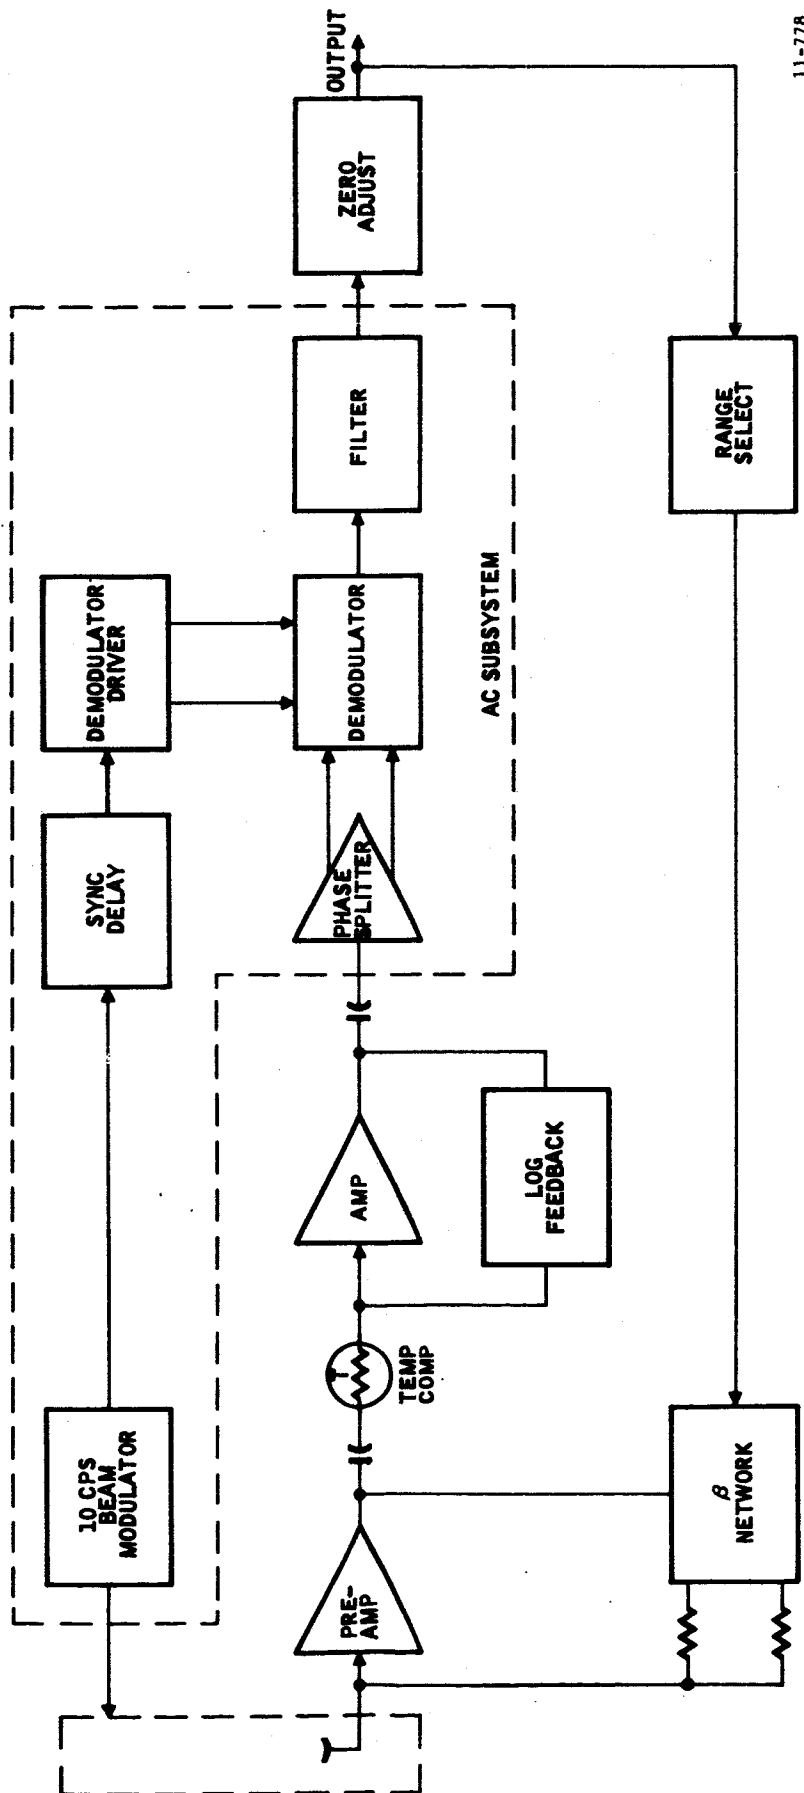 10 CPS
BEAM
MODULATOR
SYNC
DELAY
DEMODULATOR
DRIVER
PRE-
AMP
TEMP
COMP
AMP
LOG
FEEDBACK
PHASE
SPLITTER
DEMODULATOR
FILTER
ZERO
ADJUST
OUTPUT
AC SUBSYSTEM
β
NETWORK
RANGE
SELECT
T
11-778